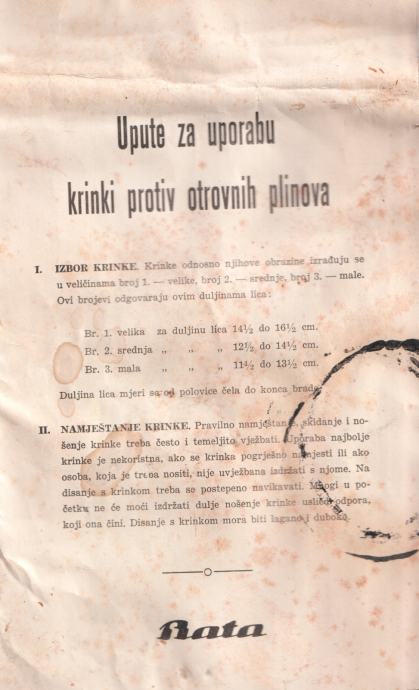 Upute za uporabu
krinki protiv otrovnih plinova
I. IZBOR KRINKE. Krinke odnosno njihove obrazine izrađuju se
u veličinama broj 1. — velike, broj 2. — srednje, broj 3. — male.
Ovi brojevi odgovaraju ovim duljinama lica:
Br. 1. velika za duljinu lica 14½ do 16½ cm.
Br. 2. srednja „ „ „ 12½ do 14½ cm.
Br. 3. mala „ „ „ 11½ do 13½ cm.
Duljina lica mjeri se od polovice čela do konca brade.
II. NAMJEŠTANJE KRINKE. Pravilno namještanje, skidanje i no-
šenje krinke treba često i temeljito vježbati. Uporaba najbolje
krinke je nekoristna, ako se krinka pogrješno namjesti ili ako
osoba, koja je treba nositi, nije uvježbana izdržati s njome. Na
disanje s krinkom treba se postepeno navikavati. Mnogi u po-
četku ne će moći izdržati dulje nošenje krinke uslied odpora,
koji ona čini. Disanje s krinkom mora biti lagano i duboko.
Bata